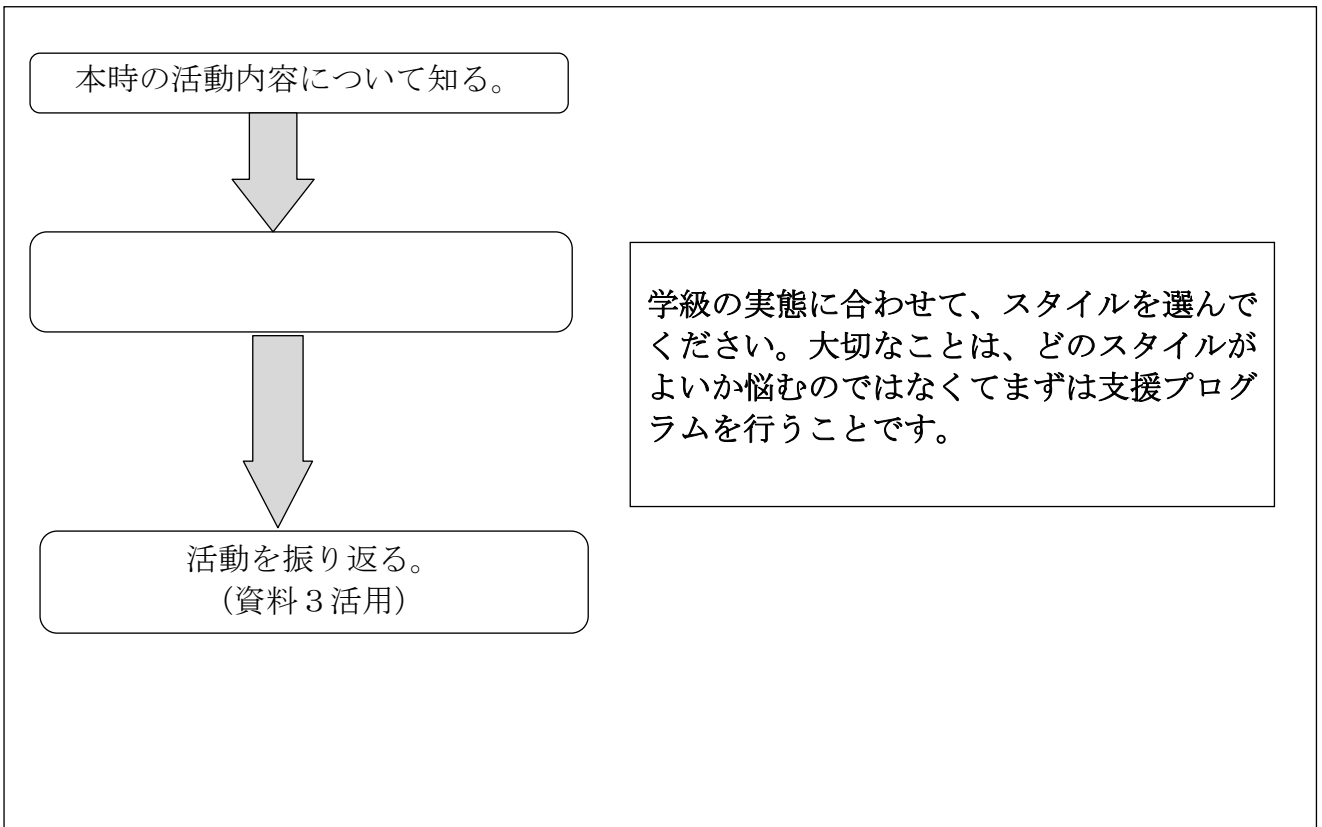 本時の活動内容について知る。
学級の実態に合わせて、スタイルを選んで
ください。大切なことは、どのスタイルが
よいか悩むのではなくてまずは支援プログ
ラムを行うことです。
活動を振り返る。
（資料３活用）